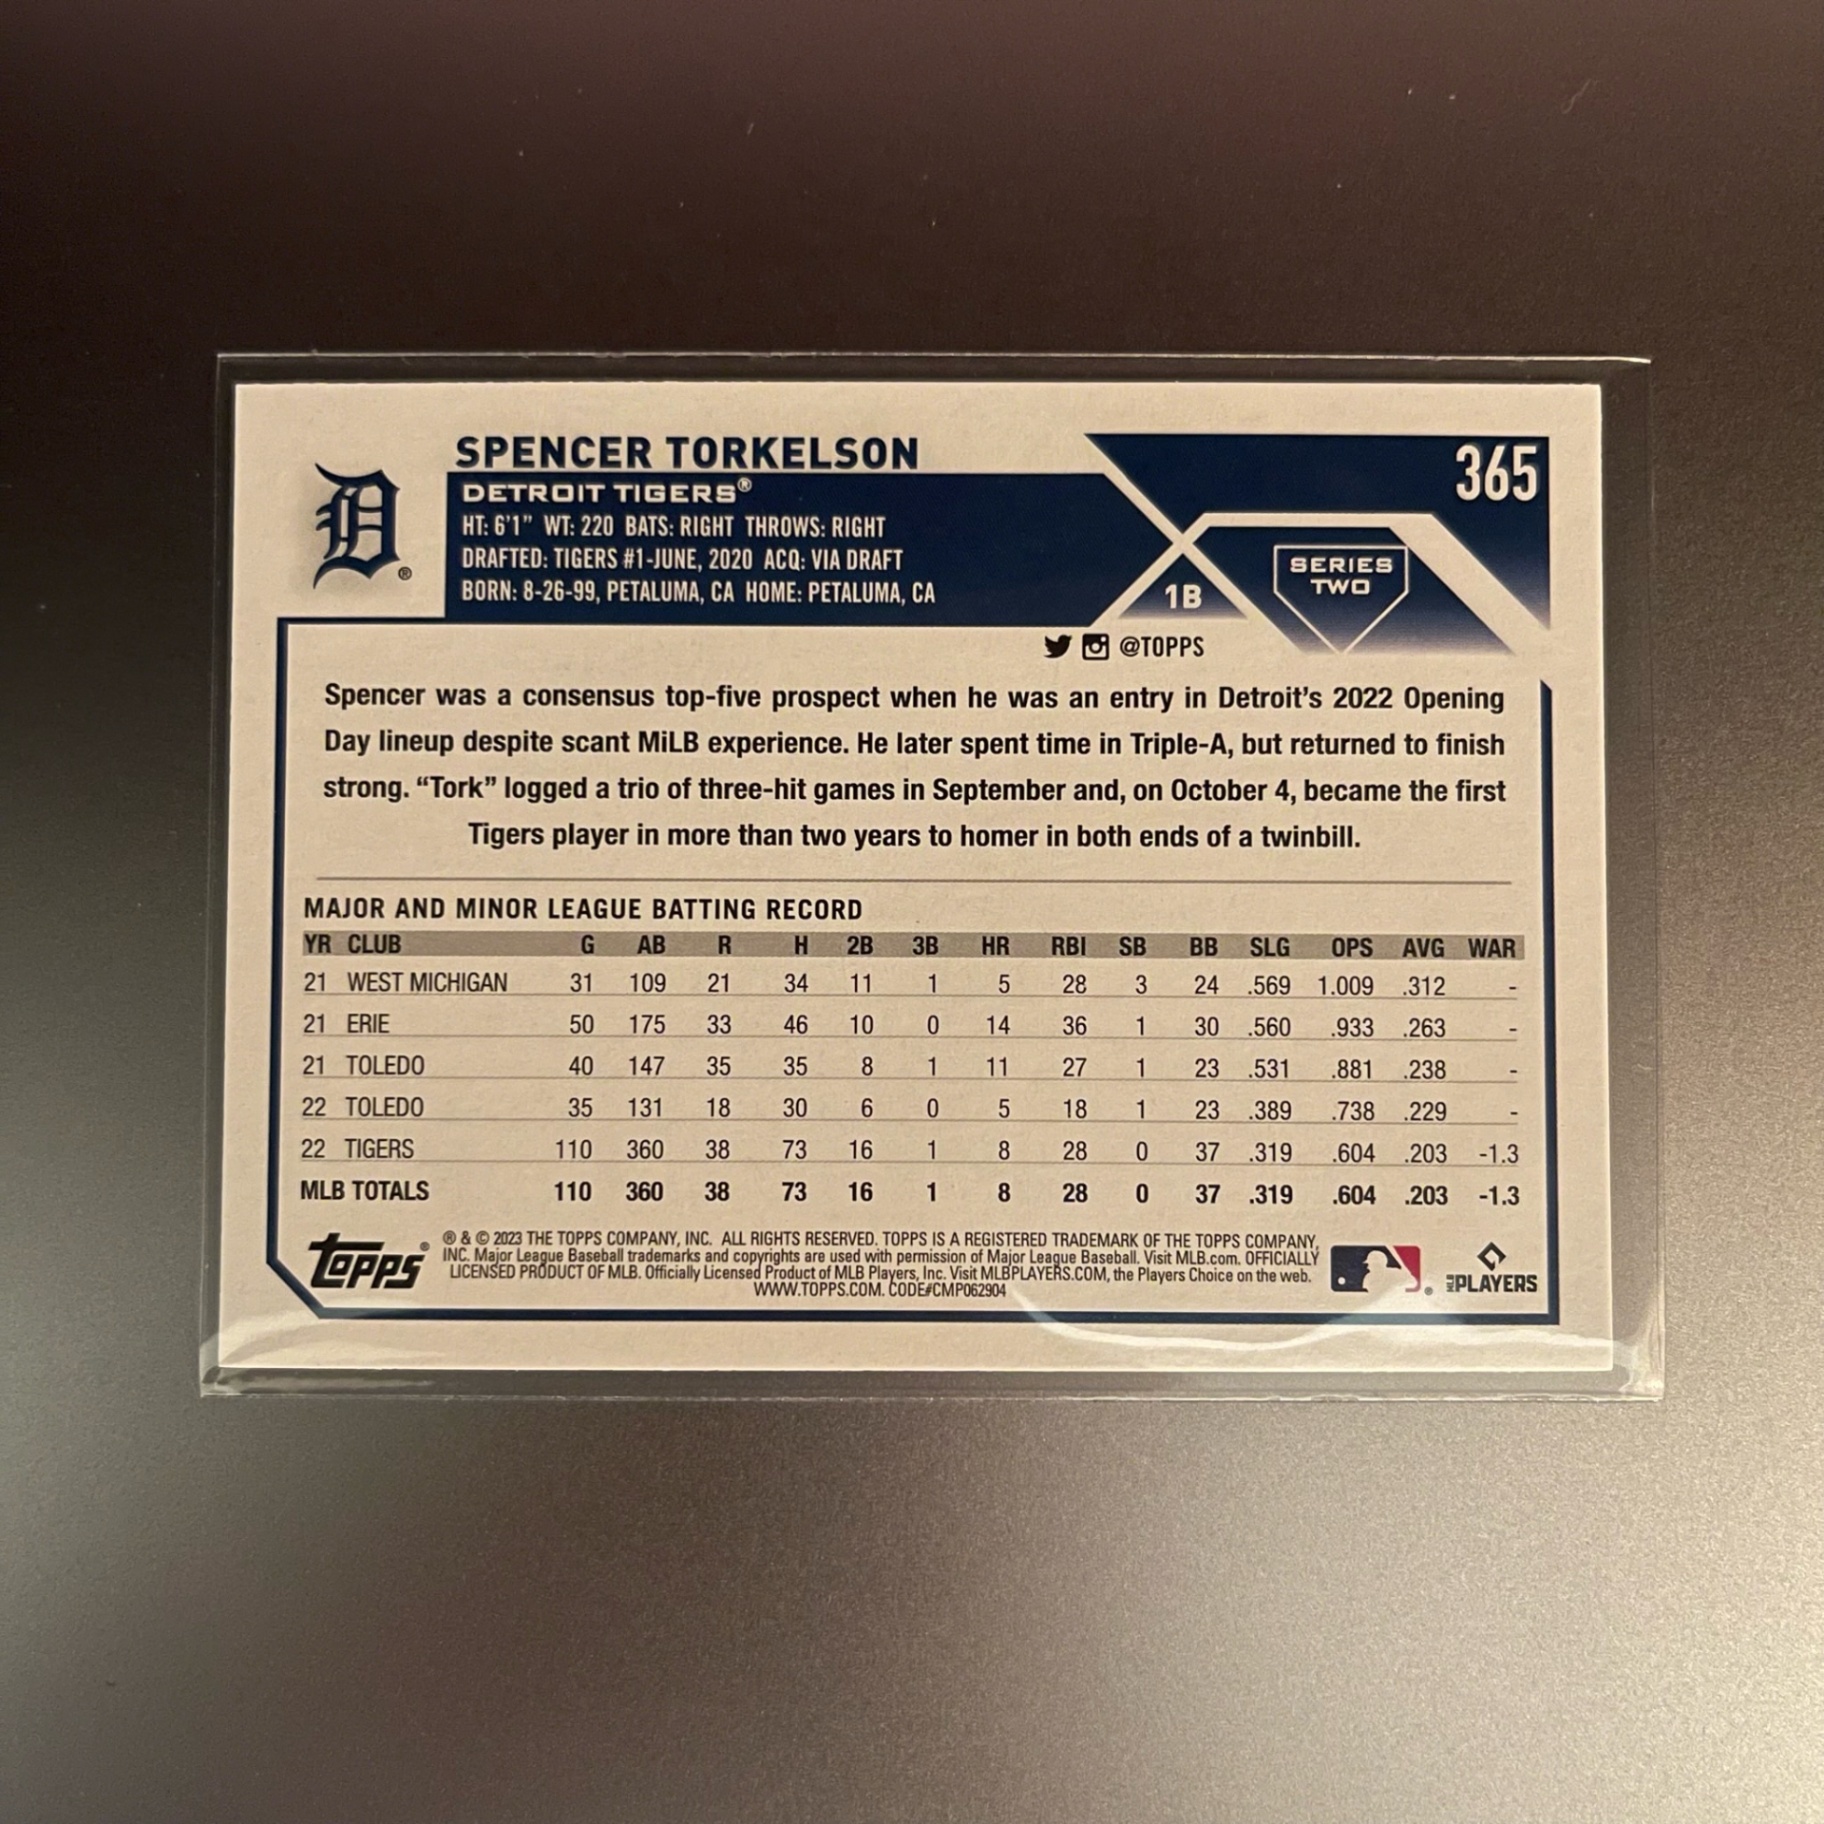 SPENCER TORKELSON
365
D®
DETROIT TIGERS®
HT: 6'1" WT: 220 BATS: RIGHT THROWS: RIGHT
DRAFTED: TIGERS #1-JUNE, 2020 ACQ: VIA DRAFT
BORN: 8-26-99, PETALUMA, CA HOME: PETALUMA, CA
1B
SERIES
TWO
@TOPPS
Spencer was a consensus top-five prospect when he was an entry in Detroit's 2022 Opening
Day lineup despite scant MiLB experience. He later spent time in Triple-A, but returned to finish
strong. "Tork" logged a trio of three-hit games in September and, on October 4, became the first
Tigers player in more than two years to homer in both ends of a twinbill.
MAJOR AND MINOR LEAGUE BATTING RECORD
YR CLUB G AB R H 2B 3B HR RBI SB BB SLG OPS AVG WAR
21 WEST MICHIGAN 31 109 21 34 11 1 5 28 3 24 .569 1.009 .312 -
21 ERIE 50 175 33 46 10 0 14 36 1 30 .560 .933 .263 -
21 TOLEDO 40 147 35 35 8 1 11 27 1 23 .531 .881 .238 -
22 TOLEDO 35 131 18 30 6 0 5 18 1 23 .389 .738 .229 -
22 TIGERS 110 360 38 73 16 1 8 28 0 37 .319 .604 .203 -1.3
MLB TOTALS 110 360 38 73 16 1 8 28 0 37 .319 .604 .203 -1.3
topps®
® & © 2023 THE TOPPS COMPANY, INC. ALL RIGHTS RESERVED. TOPPS IS A REGISTERED TRADEMARK OF THE TOPPS COMPANY,
INC. Major League Baseball trademarks and copyrights are used with permission of Major League Baseball. Visit MLB.com. OFFICIALLY
LICENSED PRODUCT OF MLB. Officially Licensed Product of MLB Players, Inc. Visit MLBPLAYERS.COM, the Players Choice on the web.
WWW.TOPPS.COM. CODE#CMP062904
®
MLB PLAYERS